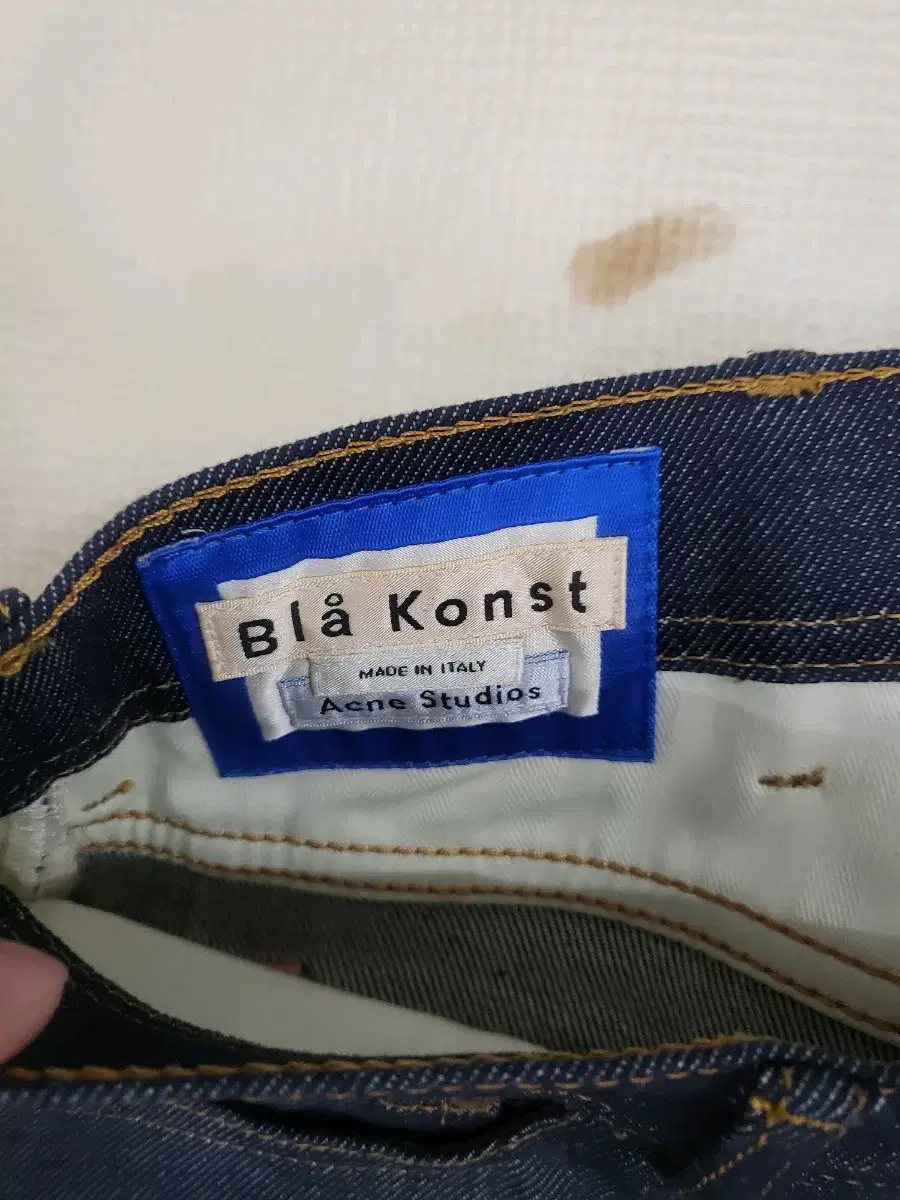 Blå Konst
MADE IN ITALY
Acne Studios